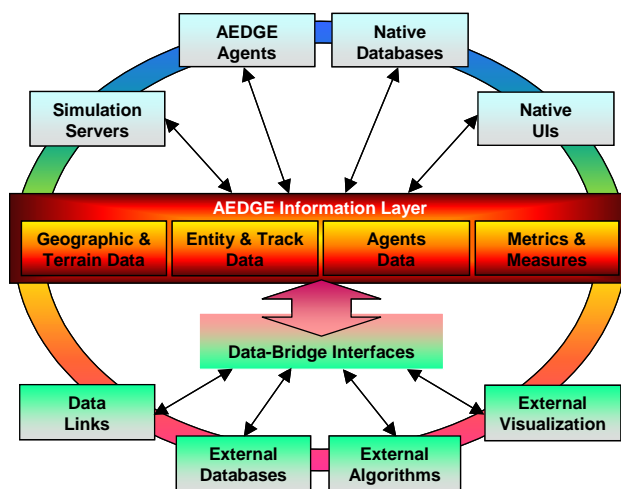 AEDGE
Agents
Native
Databases
Simulation
Servers
Native
UIs
AEDGE Information Layer
Geographic &
Terrain Data
Entity & Track
Data
Agents
Data
Metrics &
Measures
Data-Bridge Interfaces
Data
Links
External
Visualization
External
Databases
External
Algorithms